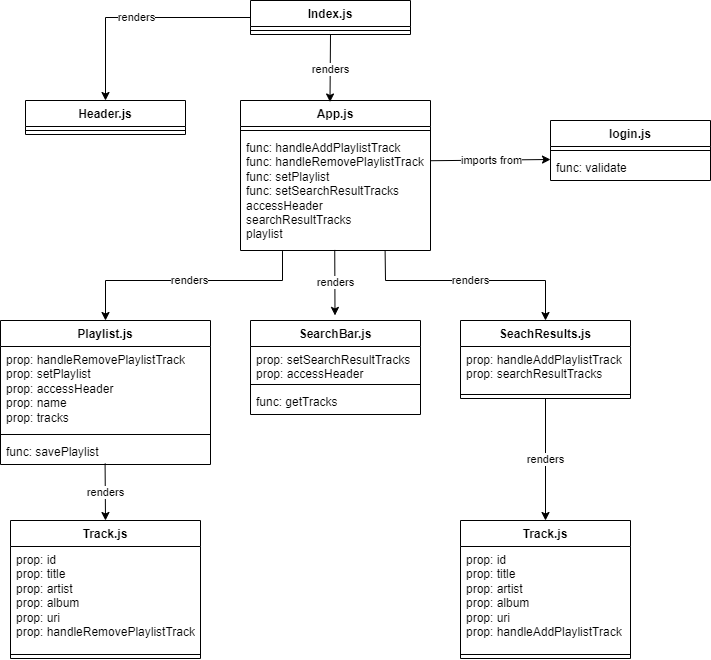 Index.js
renders
renders
Header.js
App.js
func: handleAddPlaylistTrack
func: handleRemovePlaylistTrack
func: setPlaylist
func: setSearchResultTracks
accessHeader
searchResultTracks
playlist
imports from
login.js
func: validate
renders
renders
renders
Playlist.js
prop: handleRemovePlaylistTrack
prop: setPlaylist
prop: accessHeader
prop: name
prop: tracks
func: savePlaylist
SearchBar.js
prop: setSearchResultTracks
prop: accessHeader
func: getTracks
SeachResults.js
prop: handleAddPlaylistTrack
prop: searchResultTracks
renders
renders
Track.js
prop: id
prop: title
prop: artist
prop: album
prop: uri
prop: handleRemovePlaylistTrack
Track.js
prop: id
prop: title
prop: artist
prop: album
prop: uri
prop: handleAddPlaylistTrack